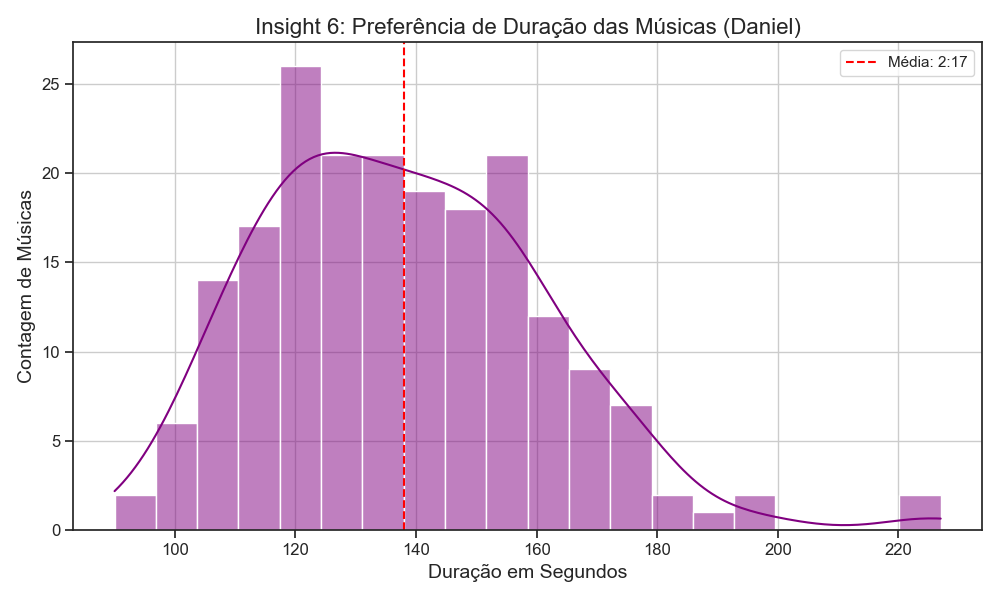 Insight 6: Preferência de Duração das Músicas (Daniel)
Média: 2:17
Contagem de Músicas
25
20
15
10
5
0
100 120 140 160 180 200 220
Duração em Segundos